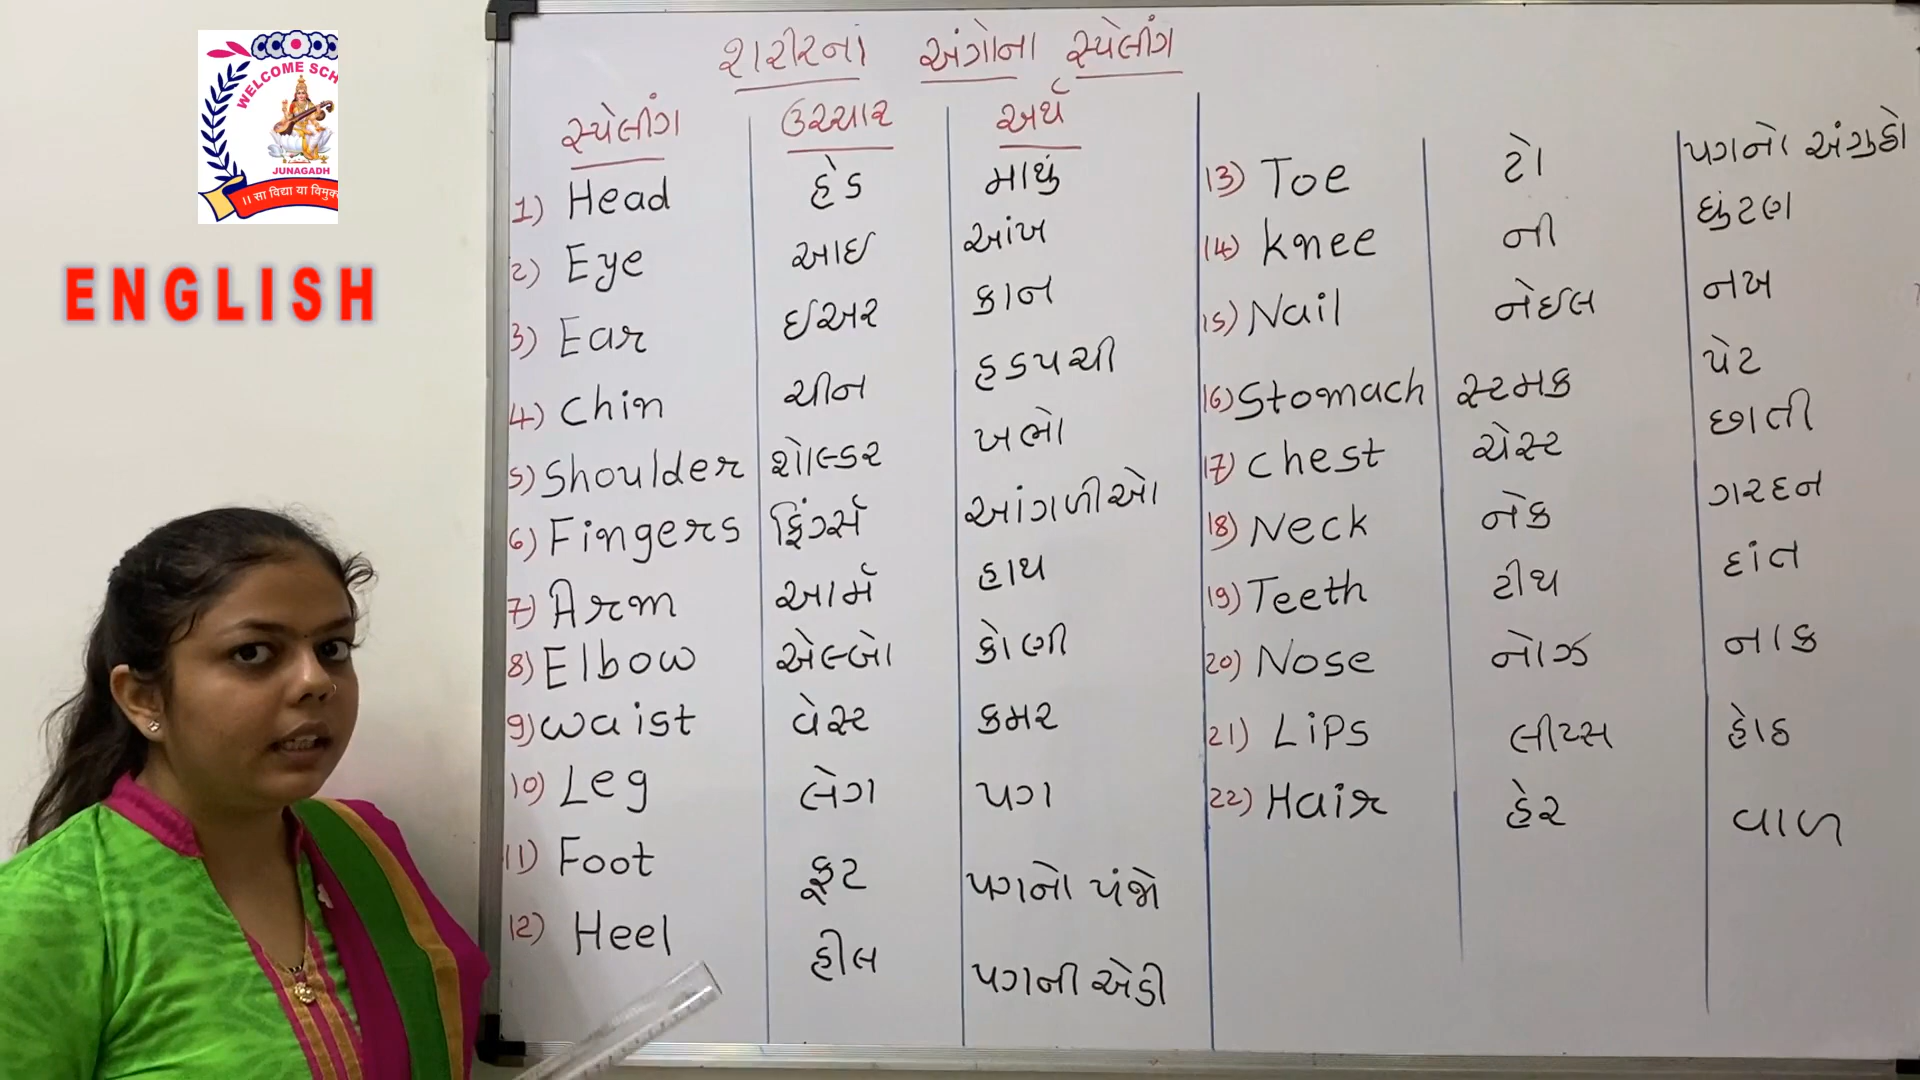 WELCOME SCH
JUNAGADH
।। सा विद्या या विमुक
ENGLISH
શરીરના અંગોના સ્પેલીંગ
સ્પેલીંગ ઉચ્ચાર અર્થ
1) Head હેડ માથું
2) Eye આઇ આંખ
3) Ear ઇઅર કાન
4) Chin ચીન હડપચી
5) Shoulder શોલ્ડર ખભો
6) Fingers ફિંગર્સ આંગળીઓ
7) Arm આર્મ હાથ
8) Elbow એલ્બો કોણી
9) Waist વેસ્ટ કમર
10) Leg લેગ પગ
11) Foot ફૂટ પગનો પંજો
12) Heel હીલ પગની એડી
13) Toe ટો પગનો અંગુઠો
14) Knee ની ઘુંટણ
15) Nail નેઇલ નખ
16) Stomach સ્ટમક પેટ
17) Chest ચેસ્ટ છાતી
18) Neck નેક ગરદન
19) Teeth ટીથ દાંત
20) Nose નોઝ નાક
21) Lips લીપ્સ હોઠ
22) Hair હેર વાળ